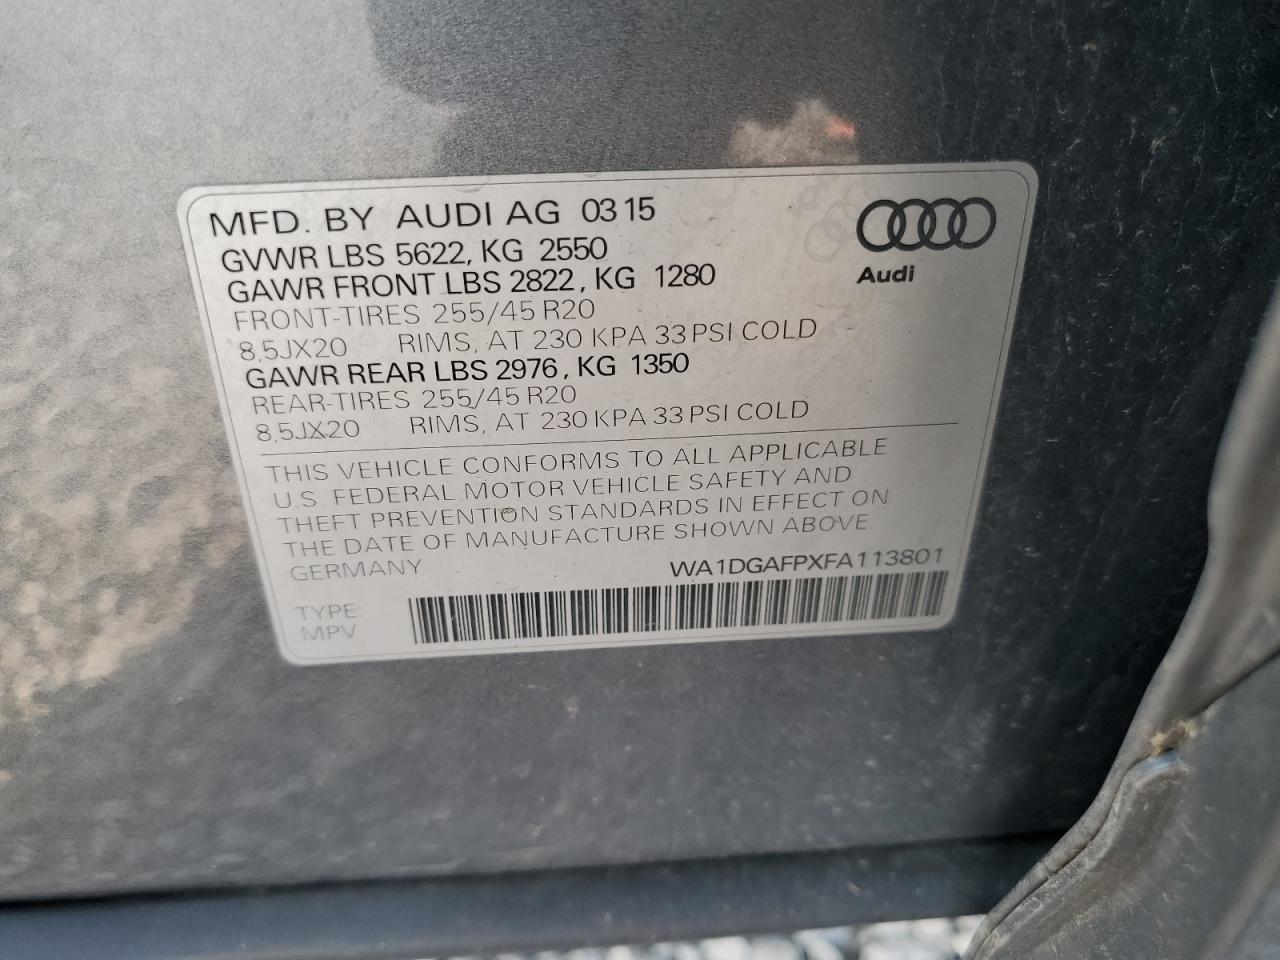 MFD. BY AUDI AG 03 15
GVWR LBS 5622, KG 2550
GAWR FRONT LBS 2822, KG 1280
FRONT-TIRES 255/45 R20
8,5JX20 RIMS, AT 230 KPA 33 PSI COLD
GAWR REAR LBS 2976, KG 1350
REAR-TIRES 255/45 R20
8,5JX20 RIMS, AT 230 KPA 33 PSI COLD
Audi
THIS VEHICLE CONFORMS TO ALL APPLICABLE
U.S. FEDERAL MOTOR VEHICLE SAFETY AND
THEFT PREVENTION STANDARDS IN EFFECT ON
THE DATE OF MANUFACTURE SHOWN ABOVE.
GERMANY WA1DGAFPXFA113801
TYPE:
MPV